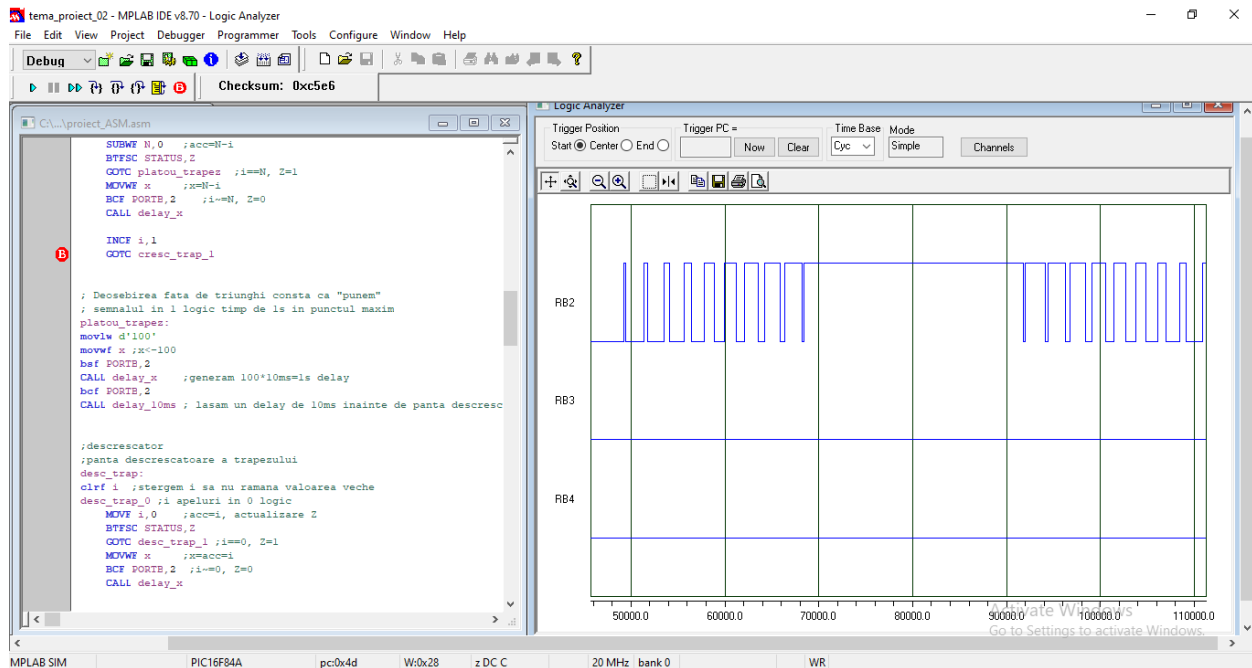 tema_proiect_02 - MPLAB IDE v8.70 - Logic Analyzer
File Edit View Project Debugger Programmer Tools Configure Window Help
Debug
Checksum: 0xc5e6
C:\...\proiect_ASM.asm
SUBWF N,0 ;acc=N-i
BTFSC STATUS,Z
GOTO platou_trapez ;i==N, Z=1
MOVWF x ;x=N-i
BCF PORTB,2 ;i~=N, Z=0
CALL delay_x
INCF i,1
B GOTO cresc_trap_1
; Deosebirea fata de triunghi consta ca "punem"
; semnalul in 1 logic timp de 1s in punctul maxim
platou_trapez:
movlw d'100'
movwf x ;x<-100
bsf PORTB,2
CALL delay_x ;generam 100*10ms=1s delay
bcf PORTB,2
CALL delay_10ms ; lasam un delay de 10ms inainte de panta descresc
;descrescator
;panta descrescatoare a trapezului
desc_trap:
clrf i ;stergem i sa nu ramana valoarea veche
desc_trap_0 ;i apeluri in 0 logic
MOVF i,0 ;acc=i, actualizare Z
BTFSC STATUS,Z
GOTO desc_trap_1 ;i==0, Z=1
MOVWF x ;x=acc=i
BCF PORTB,2 ;i~=0, Z=0
CALL delay_x
Logic Analyzer
Trigger Position
Start Center End
Trigger PC =
Now Clear
Time Base
Cyc
Mode
Simple
Channels
RB2
RB3
RB4
50000.0 60000.0 70000.0 80000.0 90000.0 100000.0 110000.0
Activate Windows
Go to Settings to activate Windows.
MPLAB SIM PIC16F84A pc:0x4d W:0x28 z DC C 20 MHz bank 0 WR